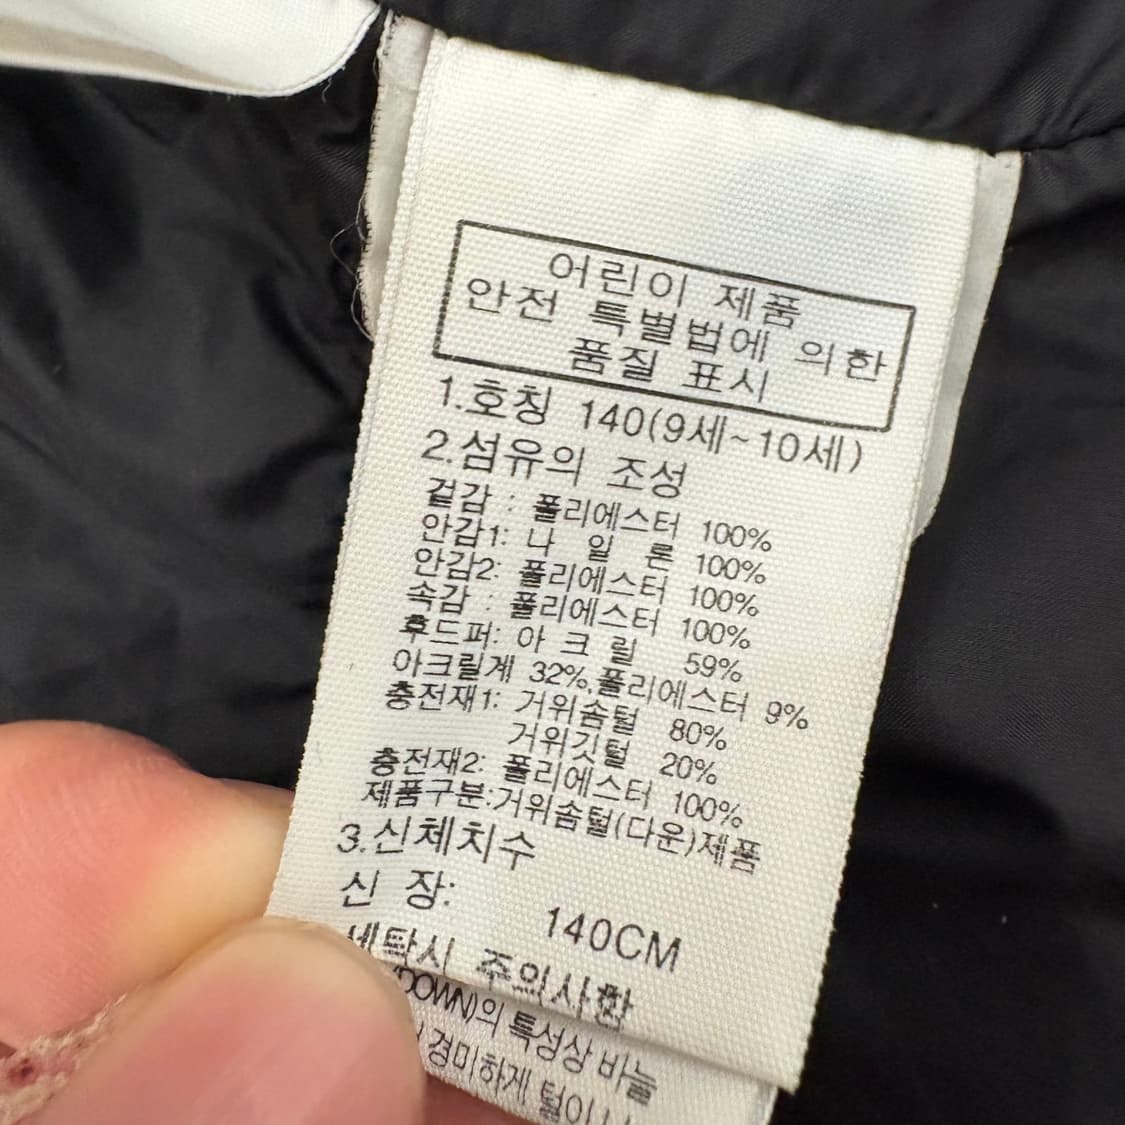 어린이 제품
안전 특별법에 의한
품질 표시
1.호칭 140(9세~10세)
2.섬유의 조성
겉감 : 폴리에스터 100%
안감1: 나 일 론 100%
안감2: 폴리에스터 100%
속감 : 폴리에스터 100%
후드퍼: 아 크 릴 59%
아크릴계 32%,폴리에스터 9%
충전재1: 거위솜털 80%
거위깃털 20%
충전재2: 폴리에스터 100%
제품구분:거위솜털(다운)제품
3.신체치수
신 장: 140CM
세탁시 주의사항
(DOWN)의 특성상 바늘
경미하게 털이